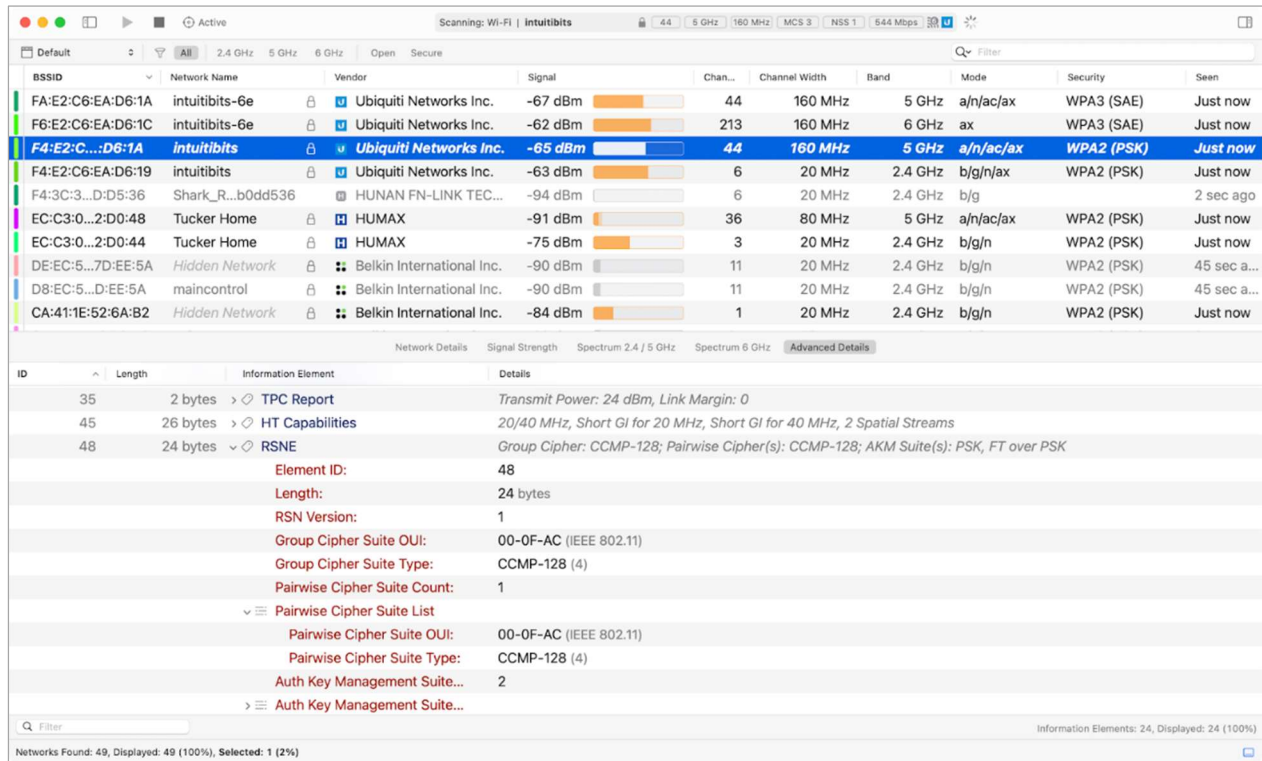 Active Scanning: Wi-Fi | intuitibits 44 5 GHz 160 MHz MCS 3 NSS 1 544 Mbps
Default All 2.4 GHz 5 GHz 6 GHz Open Secure Filter
BSSID Network Name Vendor Signal Chan... Channel Width Band Mode Security Seen
FA:E2:C6:EA:D6:1A intuitibits-6e Ubiquiti Networks Inc. -67 dBm 44 160 MHz 5 GHz a/n/ac/ax WPA3 (SAE) Just now
F6:E2:C6:EA:D6:1C intuitibits-6e Ubiquiti Networks Inc. -62 dBm 213 160 MHz 6 GHz ax WPA3 (SAE) Just now
F4:E2:C...:D6:1A intuitibits Ubiquiti Networks Inc. -65 dBm 44 160 MHz 5 GHz a/n/ac/ax WPA2 (PSK) Just now
F4:E2:C6:EA:D6:19 intuitibits Ubiquiti Networks Inc. -63 dBm 6 20 MHz 2.4 GHz b/g/n/ax WPA2 (PSK) Just now
F4:3C:3...D:D5:36 Shark_R...b0dd536 HUNAN FN-LINK TEC... -94 dBm 6 20 MHz 2.4 GHz b/g 2 sec ago
EC:C3:0...2:D0:48 Tucker Home HUMAX -91 dBm 36 80 MHz 5 GHz a/n/ac/ax WPA2 (PSK) Just now
EC:C3:0...2:D0:44 Tucker Home HUMAX -75 dBm 3 20 MHz 2.4 GHz b/g/n WPA2 (PSK) Just now
DE:EC:5...7D:EE:5A Hidden Network Belkin International Inc. -90 dBm 11 20 MHz 2.4 GHz b/g/n WPA2 (PSK) 45 sec a...
D8:EC:5...D:EE:5A maincontrol Belkin International Inc. -90 dBm 11 20 MHz 2.4 GHz b/g/n WPA2 (PSK) 45 sec a...
CA:41:1E:52:6A:B2 Hidden Network Belkin International Inc. -84 dBm 1 20 MHz 2.4 GHz b/g/n WPA2 (PSK) Just now
Network Details Signal Strength Spectrum 2.4 / 5 GHz Spectrum 6 GHz Advanced Details
ID Length Information Element Details
35 2 bytes TPC Report Transmit Power: 24 dBm, Link Margin: 0
45 26 bytes HT Capabilities 20/40 MHz, Short GI for 20 MHz, Short GI for 40 MHz, 2 Spatial Streams
48 24 bytes RSNE Group Cipher: CCMP-128; Pairwise Cipher(s): CCMP-128; AKM Suite(s): PSK, FT over PSK
Element ID: 48
Length: 24 bytes
RSN Version: 1
Group Cipher Suite OUI: 00-0F-AC (IEEE 802.11)
Group Cipher Suite Type: CCMP-128 (4)
Pairwise Cipher Suite Count: 1
Pairwise Cipher Suite List
Pairwise Cipher Suite OUI: 00-0F-AC (IEEE 802.11)
Pairwise Cipher Suite Type: CCMP-128 (4)
Auth Key Management Suite... 2
Auth Key Management Suite...
Filter Information Elements: 24, Displayed: 24 (100%)
Networks Found: 49, Displayed: 49 (100%), Selected: 1 (2%)